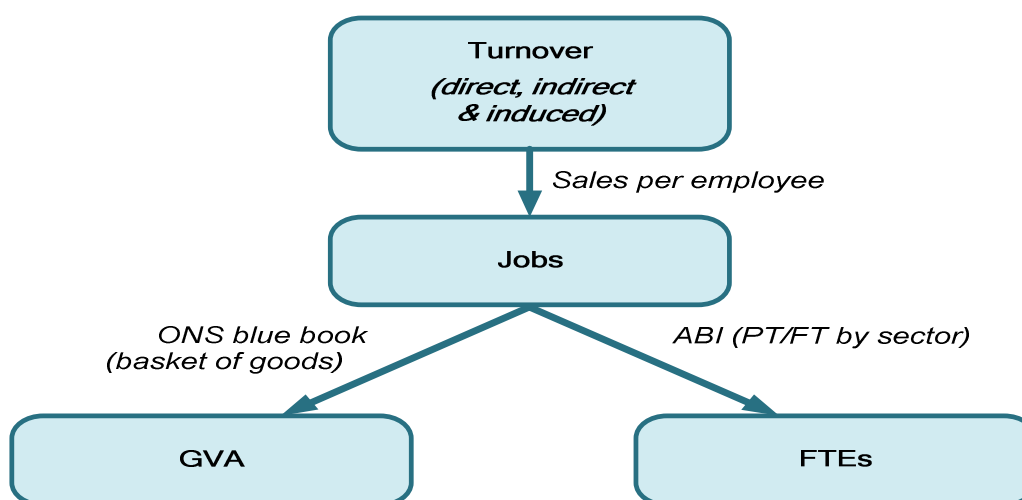 Turnover
(direct, indirect
& induced)
Sales per employee
Jobs
ONS blue book
(basket of goods)
ABI (PT/FT by sector)
GVA
FTEs